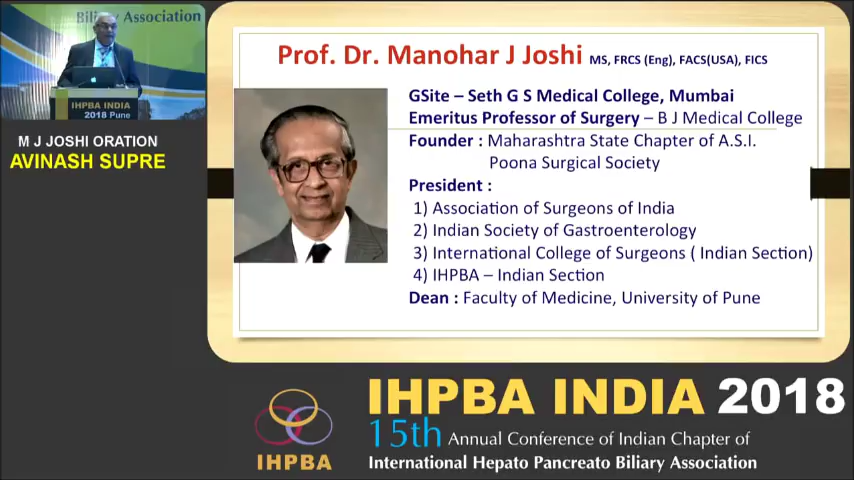 Biliary Association
IHPBA INDIA
2018 Pune
M J JOSHI ORATION
AVINASH SUPRE
Prof. Dr. Manohar J Joshi MS, FRCS (Eng), FACS(USA), FICS
GSite – Seth G S Medical College, Mumbai
Emeritus Professor of Surgery – B J Medical College
Founder : Maharashtra State Chapter of A.S.I.
Poona Surgical Society
President :
1) Association of Surgeons of India
2) Indian Society of Gastroenterology
3) International College of Surgeons ( Indian Section)
4) IHPBA – Indian Section
Dean : Faculty of Medicine, University of Pune
IHPBA
IHPBA INDIA 2018
15th Annual Conference of Indian Chapter of
International Hepato Pancreato Biliary Association